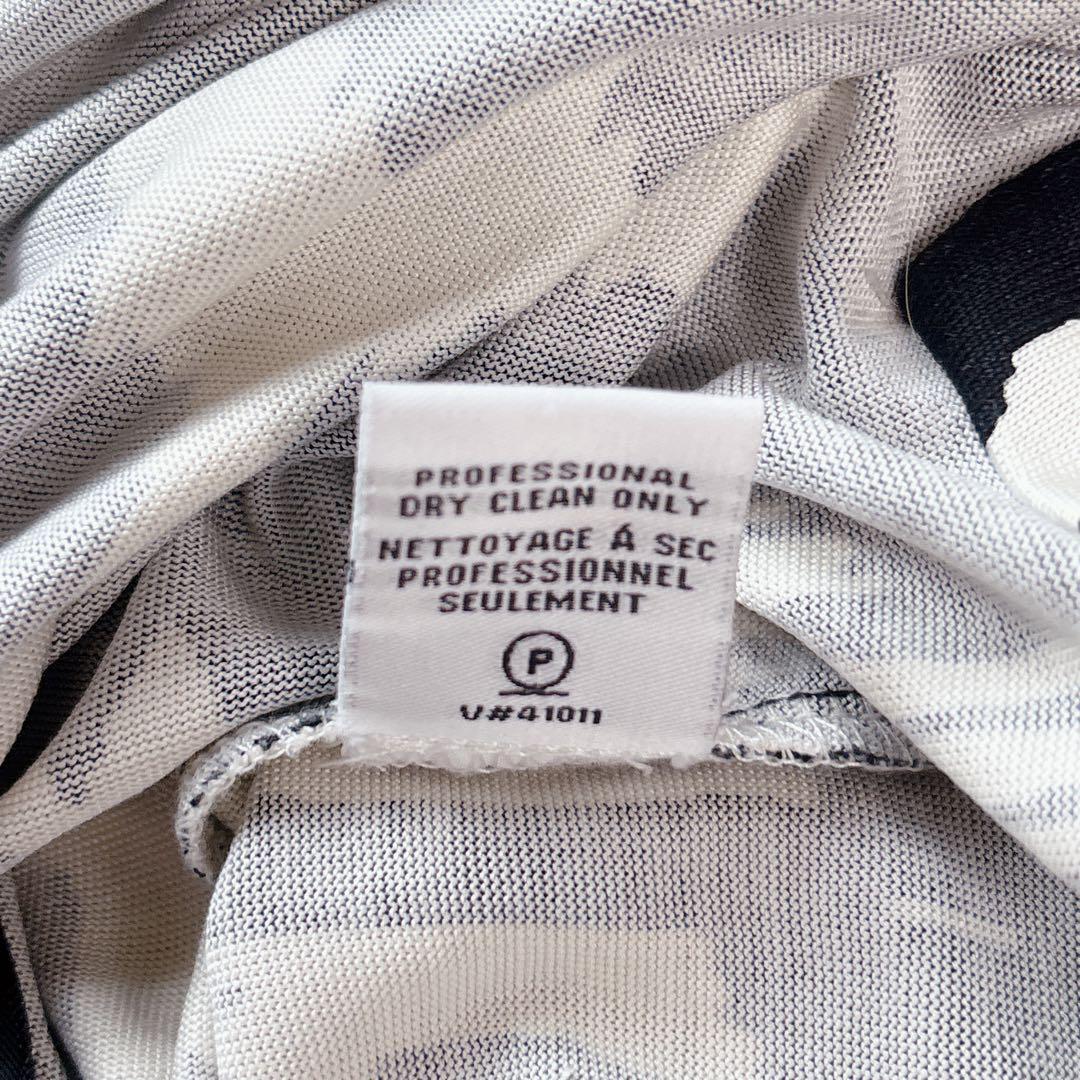 PROFESSIONAL
DRY CLEAN ONLY
NETTOYAGE Á SEC
PROFESSIONNEL
SEULEMENT
P
V#41011